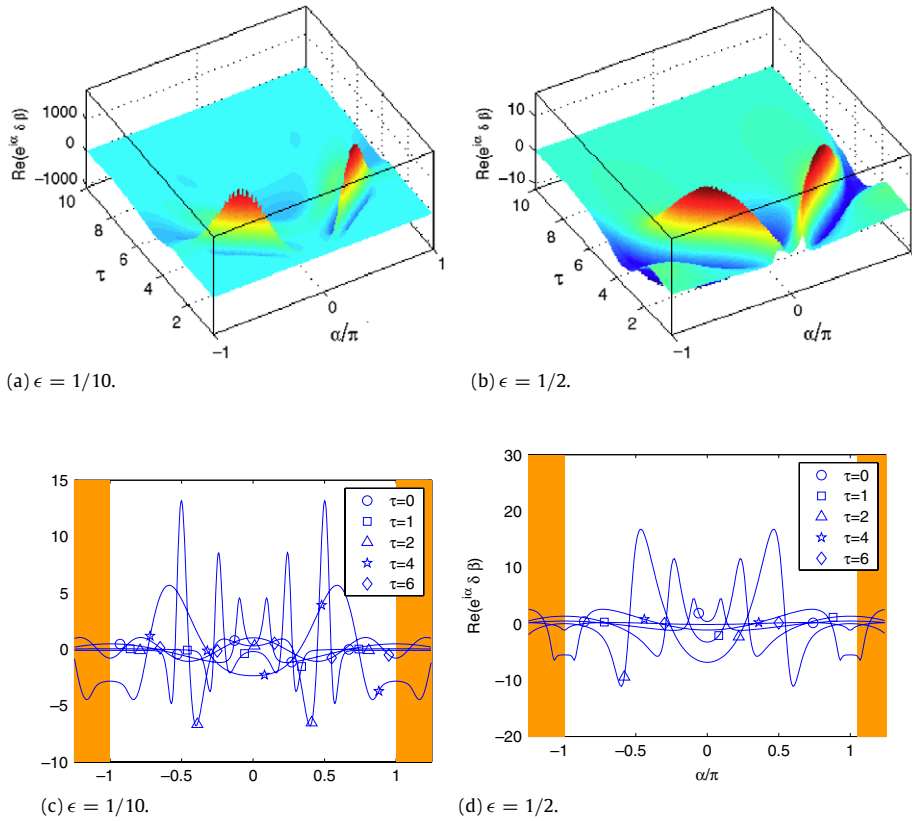 Re(e^{iα} δ β)
1000
0
−1000
10
8
6
4
2
τ
−1
0
1
α/π
(a) ϵ = 1/10.
Re(e^{iα} δ β)
10
0
−10
10
8
6
4
2
τ
−1
0
α/π
(b) ϵ = 1/2.
15
10
5
0
−5
−10
−1
−0.5
0
0.5
1
τ=0
τ=1
τ=2
τ=4
τ=6
(c) ϵ = 1/10.
Re(e^{iα} δ β)
30
20
10
0
−10
−20
−1
−0.5
0
0.5
1
α/π
τ=0
τ=1
τ=2
τ=4
τ=6
(d) ϵ = 1/2.